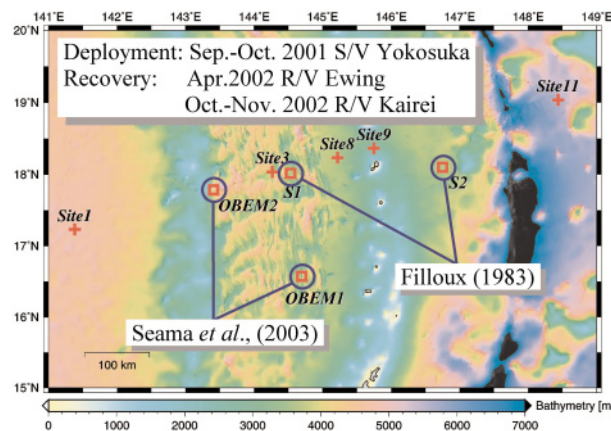 141°E 142°E 143°E 144°E 145°E 146°E 147°E 148°E 149°E
20°N
Deployment: Sep.-Oct. 2001 S/V Yokosuka
Recovery: Apr.2002 R/V Ewing
Oct.-Nov. 2002 R/V Kairei
19°N
Site11
Site9
Site8
Site3
18°N
S1
S2
OBEM2
Site1
17°N
Filloux (1983)
OBEM1
16°N
Seama et al., (2003)
100 km
15°N
0 1000 2000 3000 4000 5000 6000 7000
Bathymetry [m